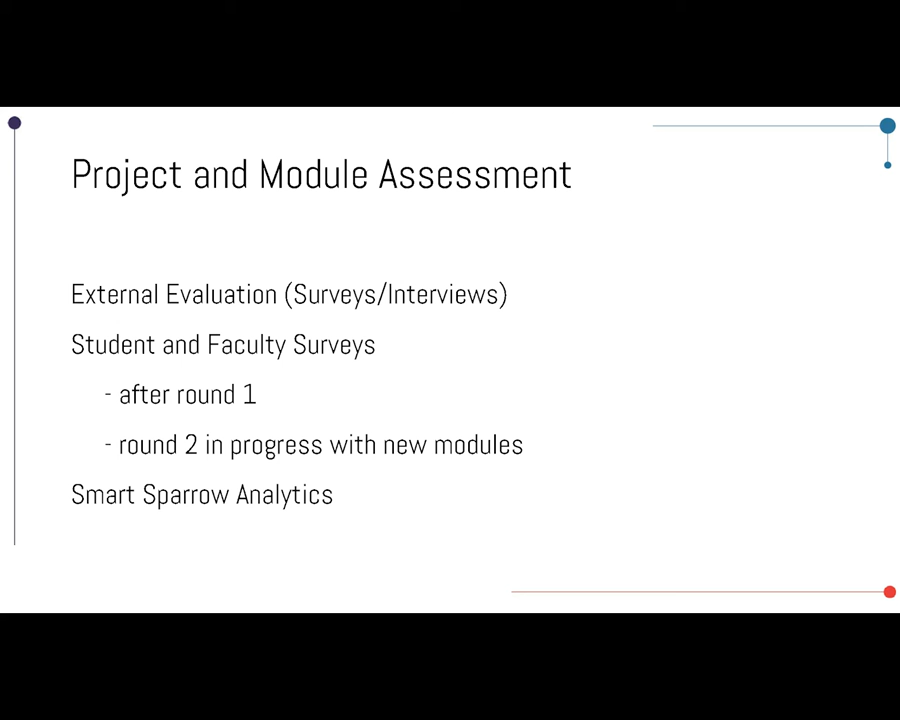 Project and Module Assessment
External Evaluation (Surveys/Interviews)
Student and Faculty Surveys
- after round 1
- round 2 in progress with new modules
Smart Sparrow Analytics